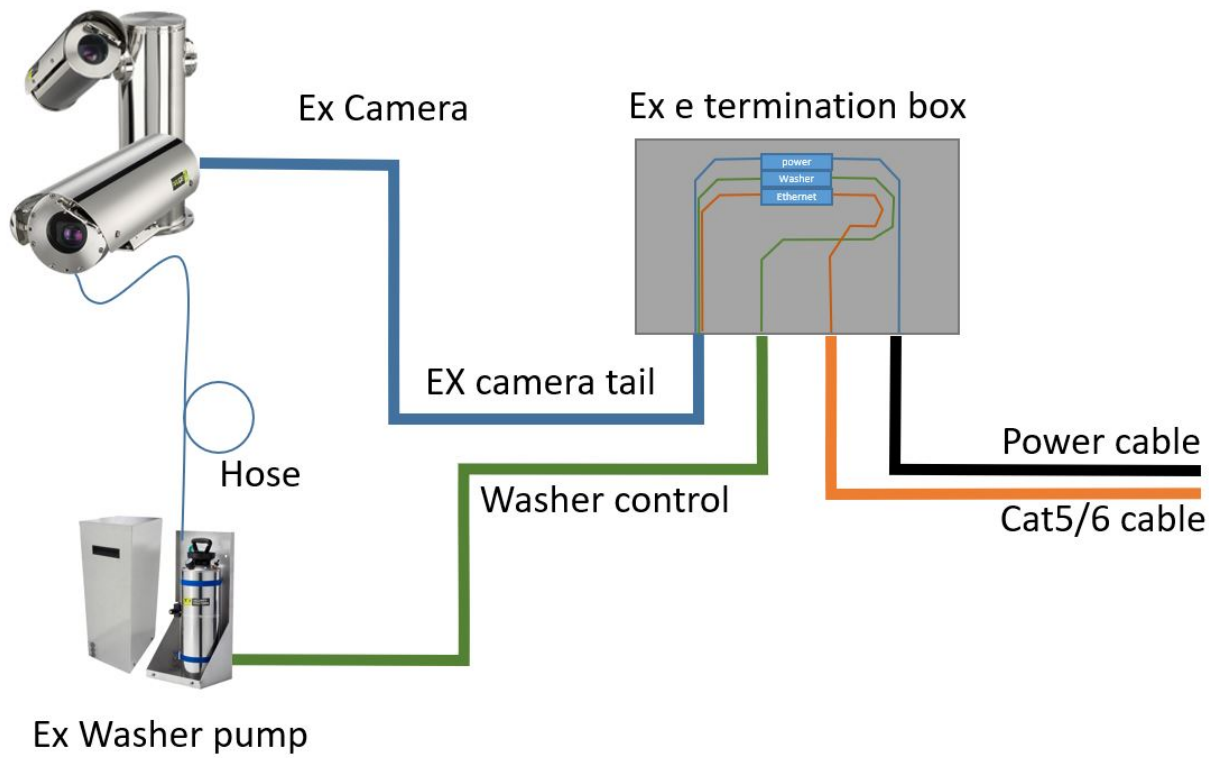 Ex Camera
Ex e termination box
power
Washer
Ethernet
EX camera tail
Power cable
Hose
Washer control
Cat5/6 cable
Ex Washer pump